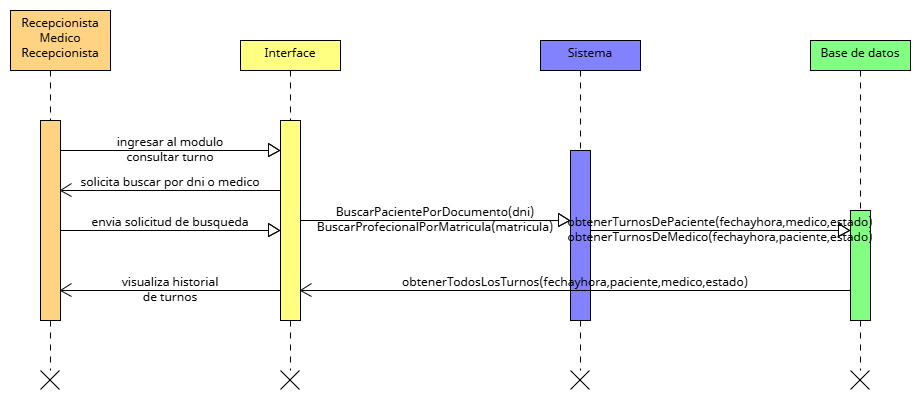 Recepcionista
Medico
Recepcionista
Interface
Sistema
Base de datos
ingresar al modulo
consultar turno
solicita buscar por dni o medico
envia solicitud de busqueda
BuscarPacientePorDocumento(dni)
BuscarProfecionalPorMatricula(matricula)
obtenerTurnosDePaciente(fechayhora,medico,estado)
obtenerTurnosDeMedico(fechayhora,paciente,estado)
visualiza historial
de turnos
obtenerTodosLosTurnos(fechayhora,paciente,medico,estado)